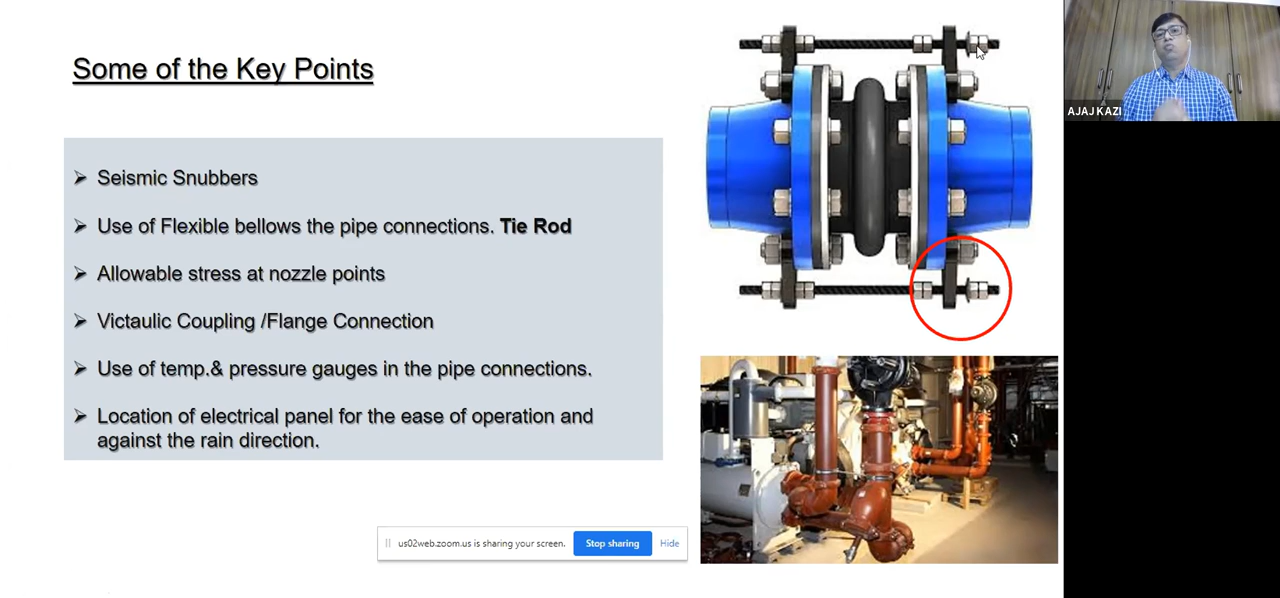 Some of the Key Points
Seismic Snubbers
Use of Flexible bellows the pipe connections. Tie Rod
Allowable stress at nozzle points
Victaulic Coupling /Flange Connection
Use of temp.& pressure gauges in the pipe connections.
Location of electrical panel for the ease of operation and
against the rain direction.
us02web.zoom.us is sharing your screen.
Stop sharing
Hide
AJAJ KAZI